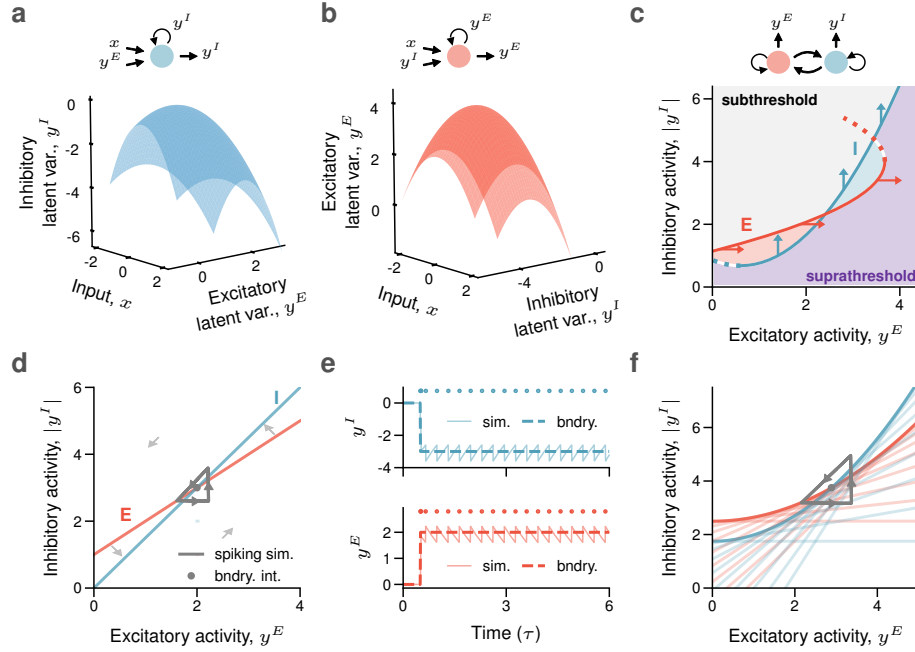 a
y^I
x
y^E
y^I
0
-2
-4
-6
Inhibitory
latent var., y^I
-2
0
2
Input, x
0
2
Excitatory
latent var., y^E
b
y^E
x
y^I
y^E
4
2
0
Excitatory
latent var., y^E
-2
0
2
Input, x
-4
0
Inhibitory
latent var., y^I
c
y^E
y^I
subthreshold
I
E
suprathreshold
6
4
2
0
0
2
4
Inhibitory activity, |y^I|
Excitatory activity, y^E
d
I
E
6
4
2
0
0
2
4
spiking sim.
bndry. int.
Inhibitory activity, |y^I|
Excitatory activity, y^E
e
0
-2
-4
y^I
sim.
bndry.
2
0
y^E
sim.
bndry.
0
3
6
Time (τ)
f
6
4
2
0
0
2
4
Inhibitory activity, |y^I|
Excitatory activity, y^E